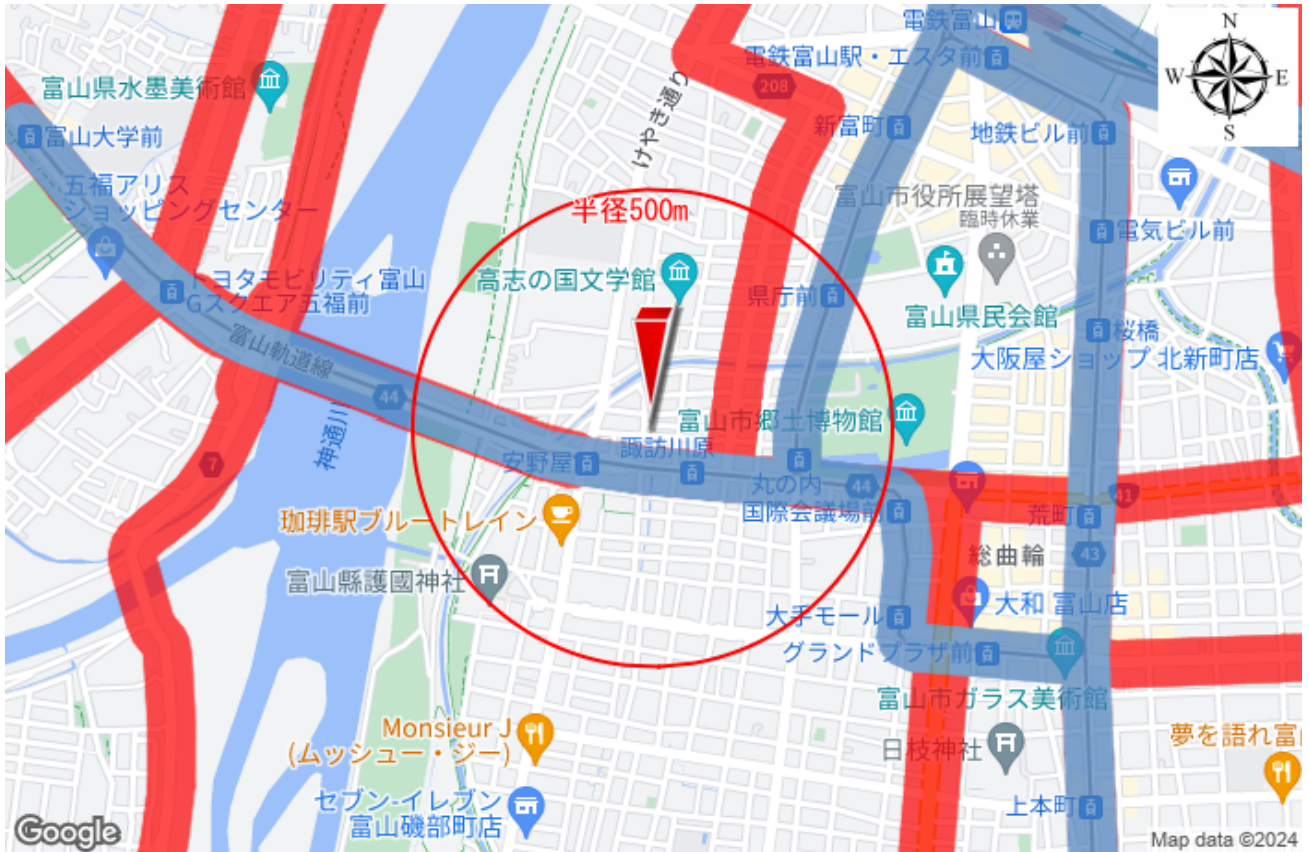 電鉄富山
N
W
E
S
電鉄富山駅・エスタ前
富山県水墨美術館
208
けやき通り
新富町
地鉄ビル前
富山大学前
五福アリス
ショッピングセンター
半径500m
富山市役所展望塔
臨時休業
電気ビル前
トヨタモビリティ富山
Gスクエア五福前
高志の国文学館
県庁前
富山県民会館
桜橋
大阪屋ショップ 北新町店
富山軌道線
44
神通川
7
富山市郷土博物館
諏訪川原
安野屋
丸の内
44
国際会議場前
41
荒町
珈琲駅ブルートレイン
総曲輪
43
富山縣護國神社
大手モール
大和 富山店
グランドプラザ前
富山市ガラス美術館
Monsieur J
(ムッシュー・ジー)
日枝神社
夢を語れ富
セブン-イレブン
富山磯部町店
上本町
Google
Map data ©2024